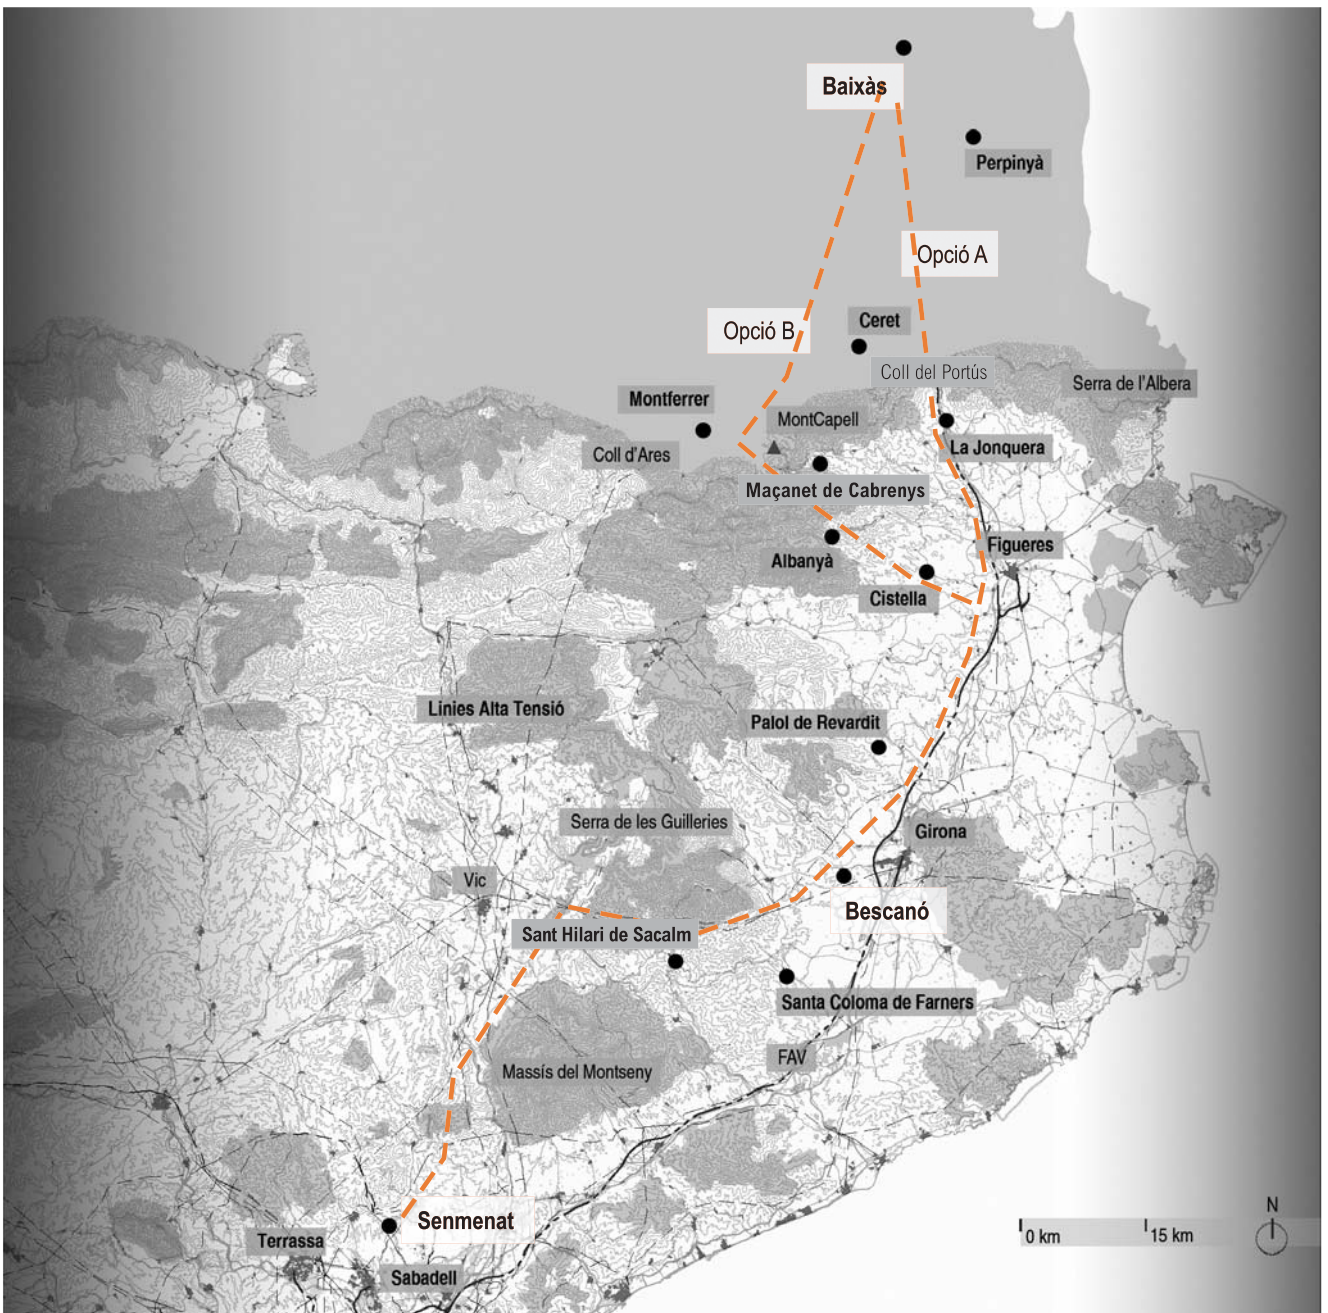 Baixàs
Perpinyà
Opció A
Opció B
Ceret
Coll del Portús
Serra de l'Albera
Montferrer
MontCapell
La Jonquera
Coll d'Ares
Maçanet de Cabrenys
Figueres
Albanyà
Cistella
Linies Alta Tensió
Palol de Revardit
Serra de les Guilleries
Girona
Vic
Bescanó
Sant Hilari de Sacalm
Santa Coloma de Farners
FAV
Massís del Montseny
N
Senmenat
0 km
15 km
Terrassa
Sabadell